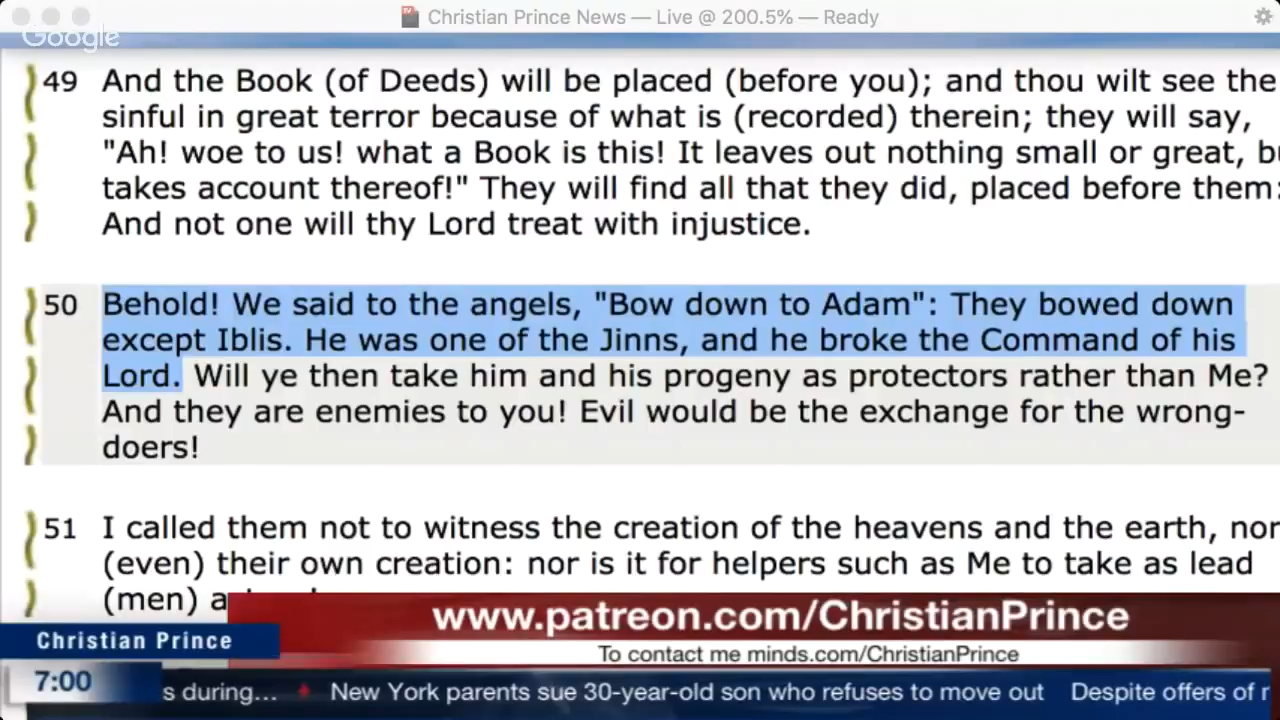 Christian Prince News — Live @ 200.5% — Ready
Google
49 And the Book (of Deeds) will be placed (before you); and thou wilt see the
sinful in great terror because of what is (recorded) therein; they will say,
"Ah! woe to us! what a Book is this! It leaves out nothing small or great,
takes account thereof!" They will find all that they did, placed before them:
And not one will thy Lord treat with injustice.
50 Behold! We said to the angels, "Bow down to Adam": They bowed down
except Iblis. He was one of the Jinns, and he broke the Command of his
Lord. Will ye then take him and his progeny as protectors rather than Me?
And they are enemies to you! Evil would be the exchange for the wrong-
doers!
51 I called them not to witness the creation of the heavens and the earth, nor
(even) their own creation: nor is it for helpers such as Me to take as lead
(men)
www.patreon.com/ChristianPrince
Christian Prince
To contact me minds.com/ChristianPrince
7:00
s during... New York parents sue 30-year-old son who refuses to move out Despite offers of